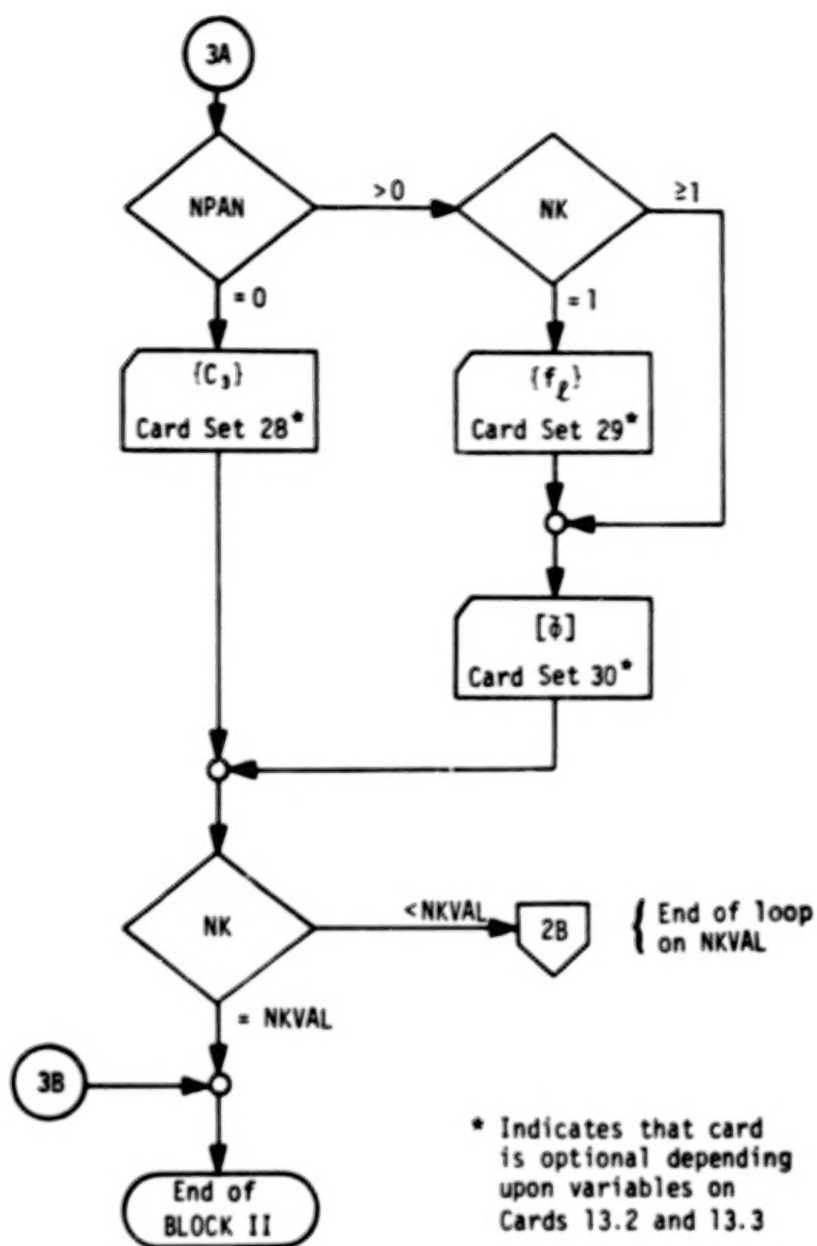 3A
NPAN
>0
NK
≥1
= 0
= 1
{C₃}
Card Set 28*
{f_ℓ}
Card Set 29*
[Φ̃]
Card Set 30*
NK
<NKVAL
2B
{ End of loop
on NKVAL
= NKVAL
3B
* Indicates that card
is optional depending
upon variables on
Cards 13.2 and 13.3
End of
BLOCK II